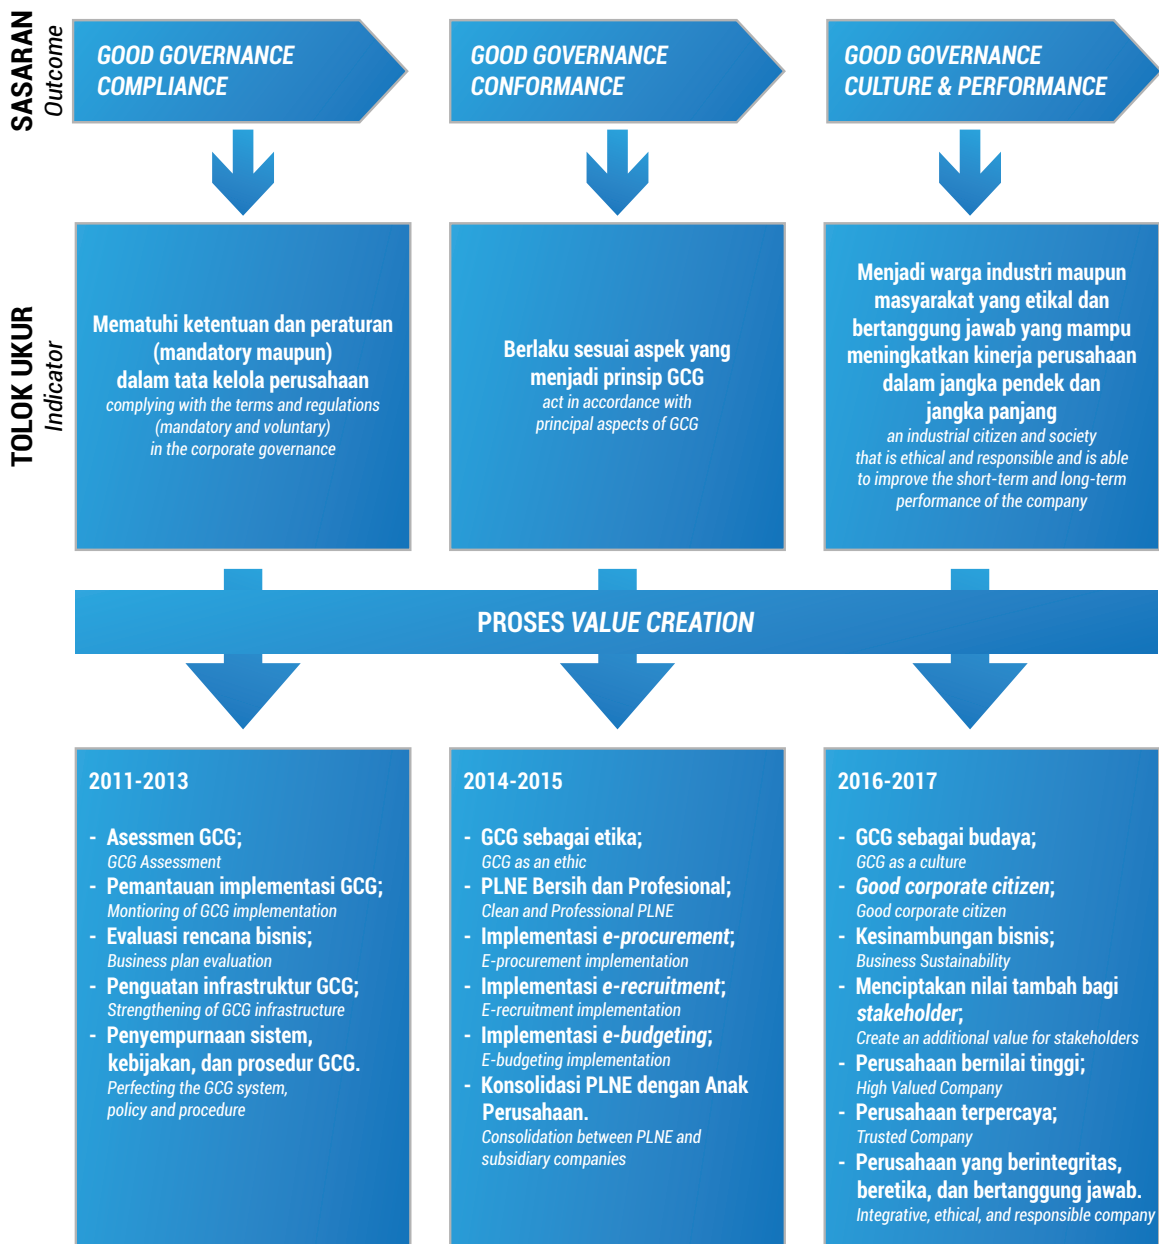 SASARAN
Outcome
GOOD GOVERNANCE
COMPLIANCE
GOOD GOVERNANCE
CONFORMANCE
GOOD GOVERNANCE
CULTURE & PERFORMANCE
TOLOK UKUR
Indicator
Mematuhi ketentuan dan peraturan
(mandatory maupun)
dalam tata kelola perusahaan
complying with the terms and regulations
(mandatory and voluntary)
in the corporate governance
Berlaku sesuai aspek yang
menjadi prinsip GCG
act in accordance with
principal aspects of GCG
Menjadi warga industri maupun
masyarakat yang etikal dan
bertanggung jawab yang mampu
meningkatkan kinerja perusahaan
dalam jangka pendek dan
jangka panjang
an industrial citizen and society
that is ethical and responsible and is able
to improve the short-term and long-term
performance of the company
PROSES VALUE CREATION
2011-2013
- Asessmen GCG;
GCG Assessment
- Pemantauan implementasi GCG;
Montioring of GCG implementation
- Evaluasi rencana bisnis;
Business plan evaluation
- Penguatan infrastruktur GCG;
Strengthening of GCG infrastructure
- Penyempurnaan sistem,
kebijakan, dan prosedur GCG.
Perfecting the GCG system,
policy and procedure
2014-2015
- GCG sebagai etika;
GCG as an ethic
- PLNE Bersih dan Profesional;
Clean and Professional PLNE
- Implementasi e-procurement;
E-procurement implementation
- Implementasi e-recruitment;
E-recruitment implementation
- Implementasi e-budgeting;
E-budgeting implementation
- Konsolidasi PLNE dengan Anak
Perusahaan.
Consolidation between PLNE and
subsidiary companies
2016-2017
- GCG sebagai budaya;
GCG as a culture
- Good corporate citizen;
Good corporate citizen
- Kesinambungan bisnis;
Business Sustainability
- Menciptakan nilai tambah bagi
stakeholder;
Create an additional value for stakeholders
- Perusahaan bernilai tinggi;
High Valued Company
- Perusahaan terpercaya;
Trusted Company
- Perusahaan yang berintegritas,
beretika, dan bertanggung jawab.
Integrative, ethical, and responsible company